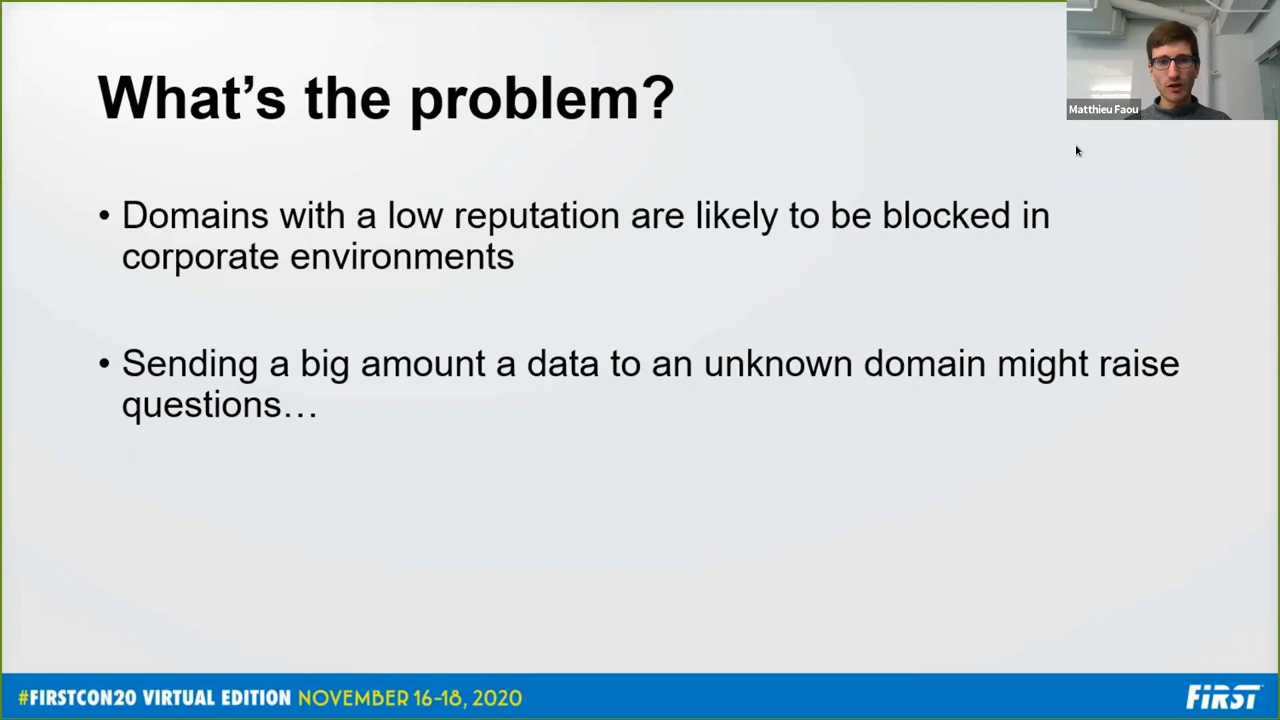 What's the problem?
Matthieu Faou
• Domains with a low reputation are likely to be blocked in
corporate environments
• Sending a big amount a data to an unknown domain might raise
questions…
#FIRSTCON20 VIRTUAL EDITION NOVEMBER 16-18, 2020
FiRST